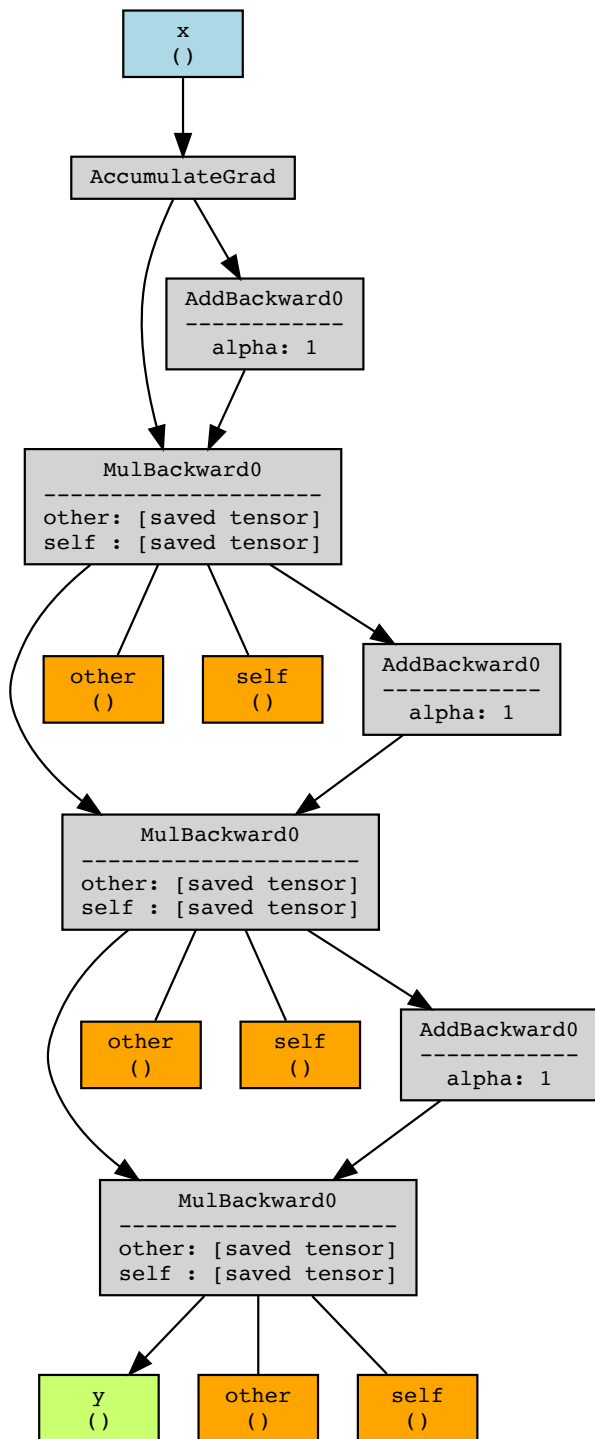 x
()
AccumulateGrad
AddBackward0
------------
alpha: 1
MulBackward0
---------------------
other: [saved tensor]
self : [saved tensor]
other
()
self
()
AddBackward0
------------
alpha: 1
MulBackward0
---------------------
other: [saved tensor]
self : [saved tensor]
other
()
self
()
AddBackward0
------------
alpha: 1
MulBackward0
---------------------
other: [saved tensor]
self : [saved tensor]
y
()
other
()
self
()